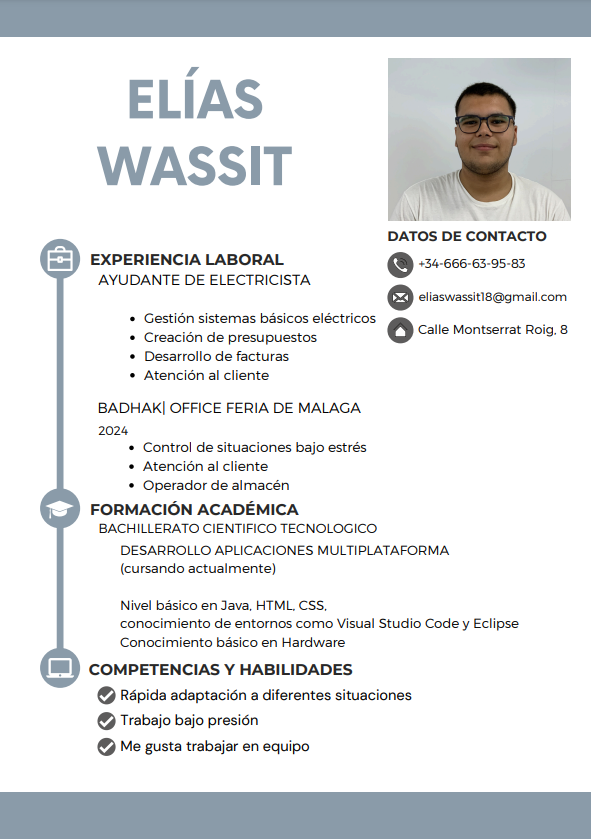 ELÍAS
WASSIT
DATOS DE CONTACTO
+34-666-63-95-83
eliaswassit18@gmail.com
Calle Montserrat Roig, 8
EXPERIENCIA LABORAL
AYUDANTE DE ELECTRICISTA
• Gestión sistemas básicos eléctricos
• Creación de presupuestos
• Desarrollo de facturas
• Atención al cliente
BADHAK| OFFICE FERIA DE MALAGA
2024
• Control de situaciones bajo estrés
• Atención al cliente
• Operador de almacén
FORMACIÓN ACADÉMICA
BACHILLERATO CIENTIFICO TECNOLOGICO
DESARROLLO APLICACIONES MULTIPLATAFORMA
(cursando actualmente)
Nivel básico en Java, HTML, CSS,
conocimiento de entornos como Visual Studio Code y Eclipse
Conocimiento básico en Hardware
COMPETENCIAS Y HABILIDADES
Rápida adaptación a diferentes situaciones
Trabajo bajo presión
Me gusta trabajar en equipo